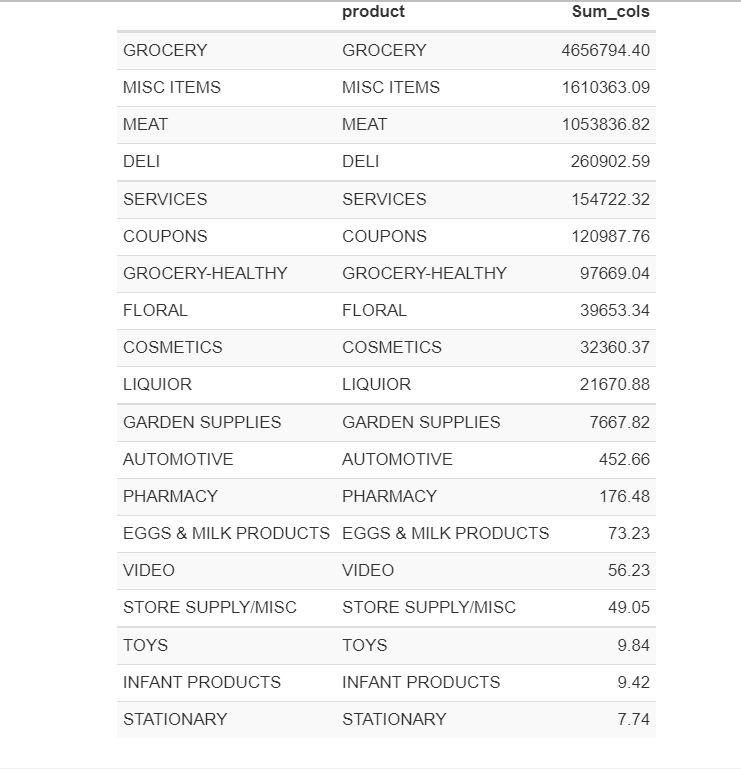 product Sum_cols
GROCERY GROCERY 4656794.40
MISC ITEMS MISC ITEMS 1610363.09
MEAT MEAT 1053836.82
DELI DELI 260902.59
SERVICES SERVICES 154722.32
COUPONS COUPONS 120987.76
GROCERY-HEALTHY GROCERY-HEALTHY 97669.04
FLORAL FLORAL 39653.34
COSMETICS COSMETICS 32360.37
LIQUIOR LIQUIOR 21670.88
GARDEN SUPPLIES GARDEN SUPPLIES 7667.82
AUTOMOTIVE AUTOMOTIVE 452.66
PHARMACY PHARMACY 176.48
EGGS & MILK PRODUCTS EGGS & MILK PRODUCTS 73.23
VIDEO VIDEO 56.23
STORE SUPPLY/MISC STORE SUPPLY/MISC 49.05
TOYS TOYS 9.84
INFANT PRODUCTS INFANT PRODUCTS 9.42
STATIONARY STATIONARY 7.74